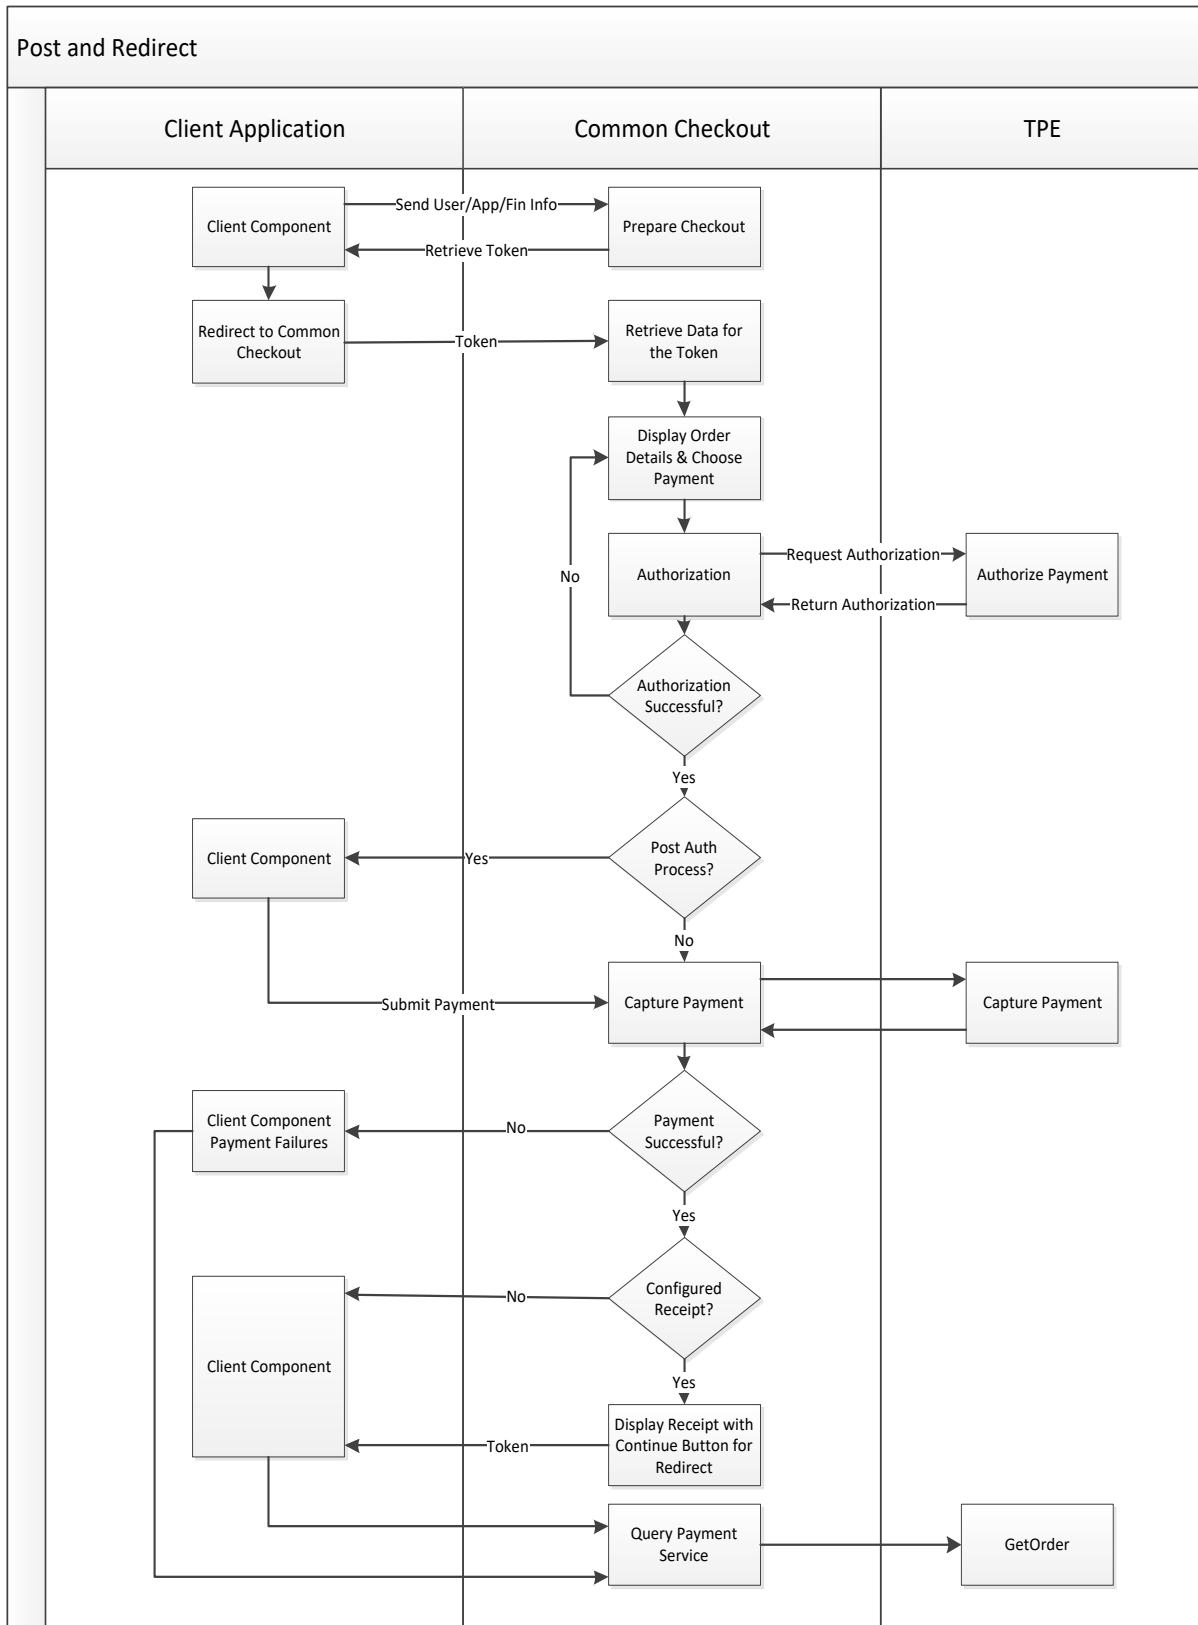 Post and Redirect
Client Application
Common Checkout
TPE
Client Component
Send User/App/Fin Info
Prepare Checkout
Retrieve Token
Redirect to Common
Checkout
Token
Retrieve Data for
the Token
Display Order
Details & Choose
Payment
Authorization
Request Authorization
Authorize Payment
No
Return Authorization
Authorization
Successful?
Yes
Client Component
Yes
Post Auth
Process?
No
Submit Payment
Capture Payment
Capture Payment
Client Component
Payment Failures
No
Payment
Successful?
Yes
No
Configured
Receipt?
Client Component
Yes
Token
Display Receipt with
Continue Button for
Redirect
Query Payment
Service
GetOrder